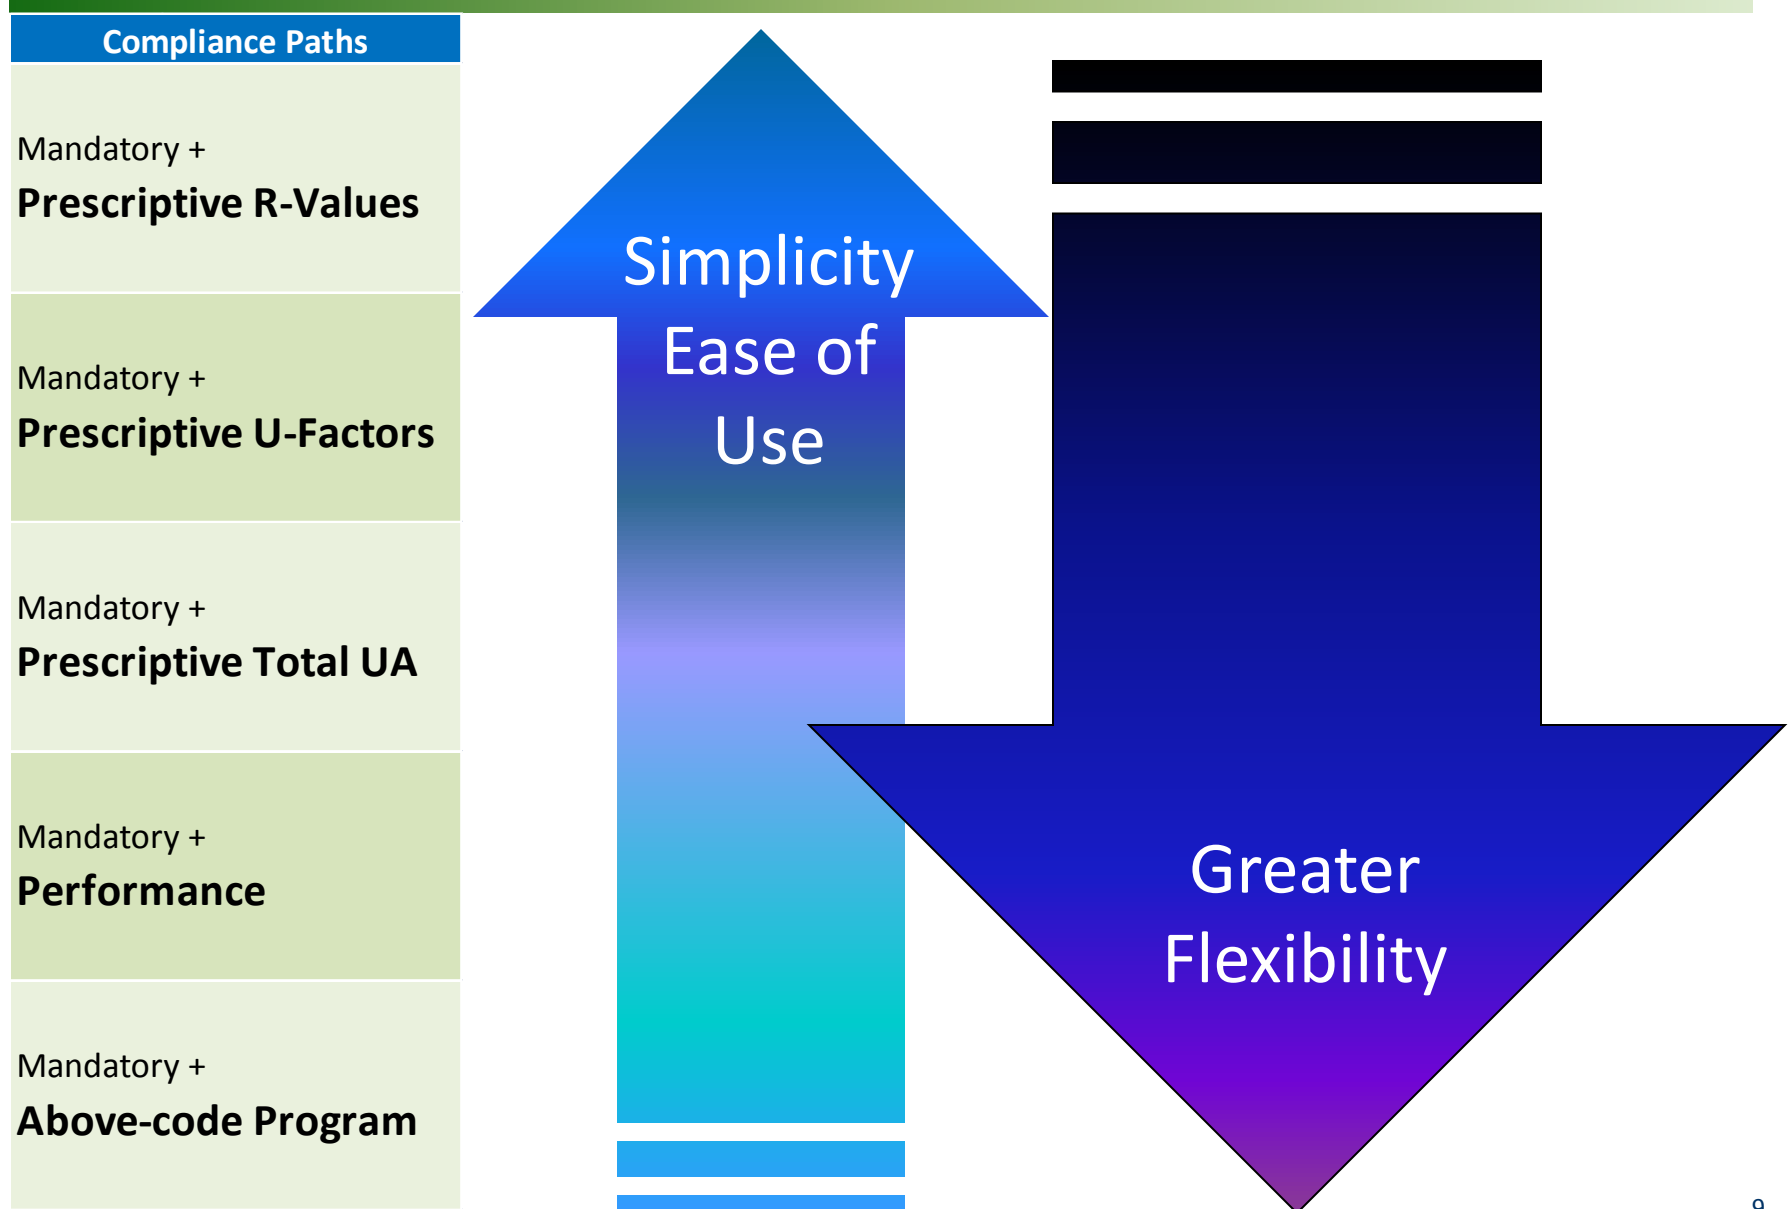 Compliance Paths
Mandatory +
Prescriptive R-Values
Mandatory +
Prescriptive U-Factors
Mandatory +
Prescriptive Total UA
Mandatory +
Performance
Mandatory +
Above-code Program
Simplicity
Ease of
Use
Greater
Flexibility
9